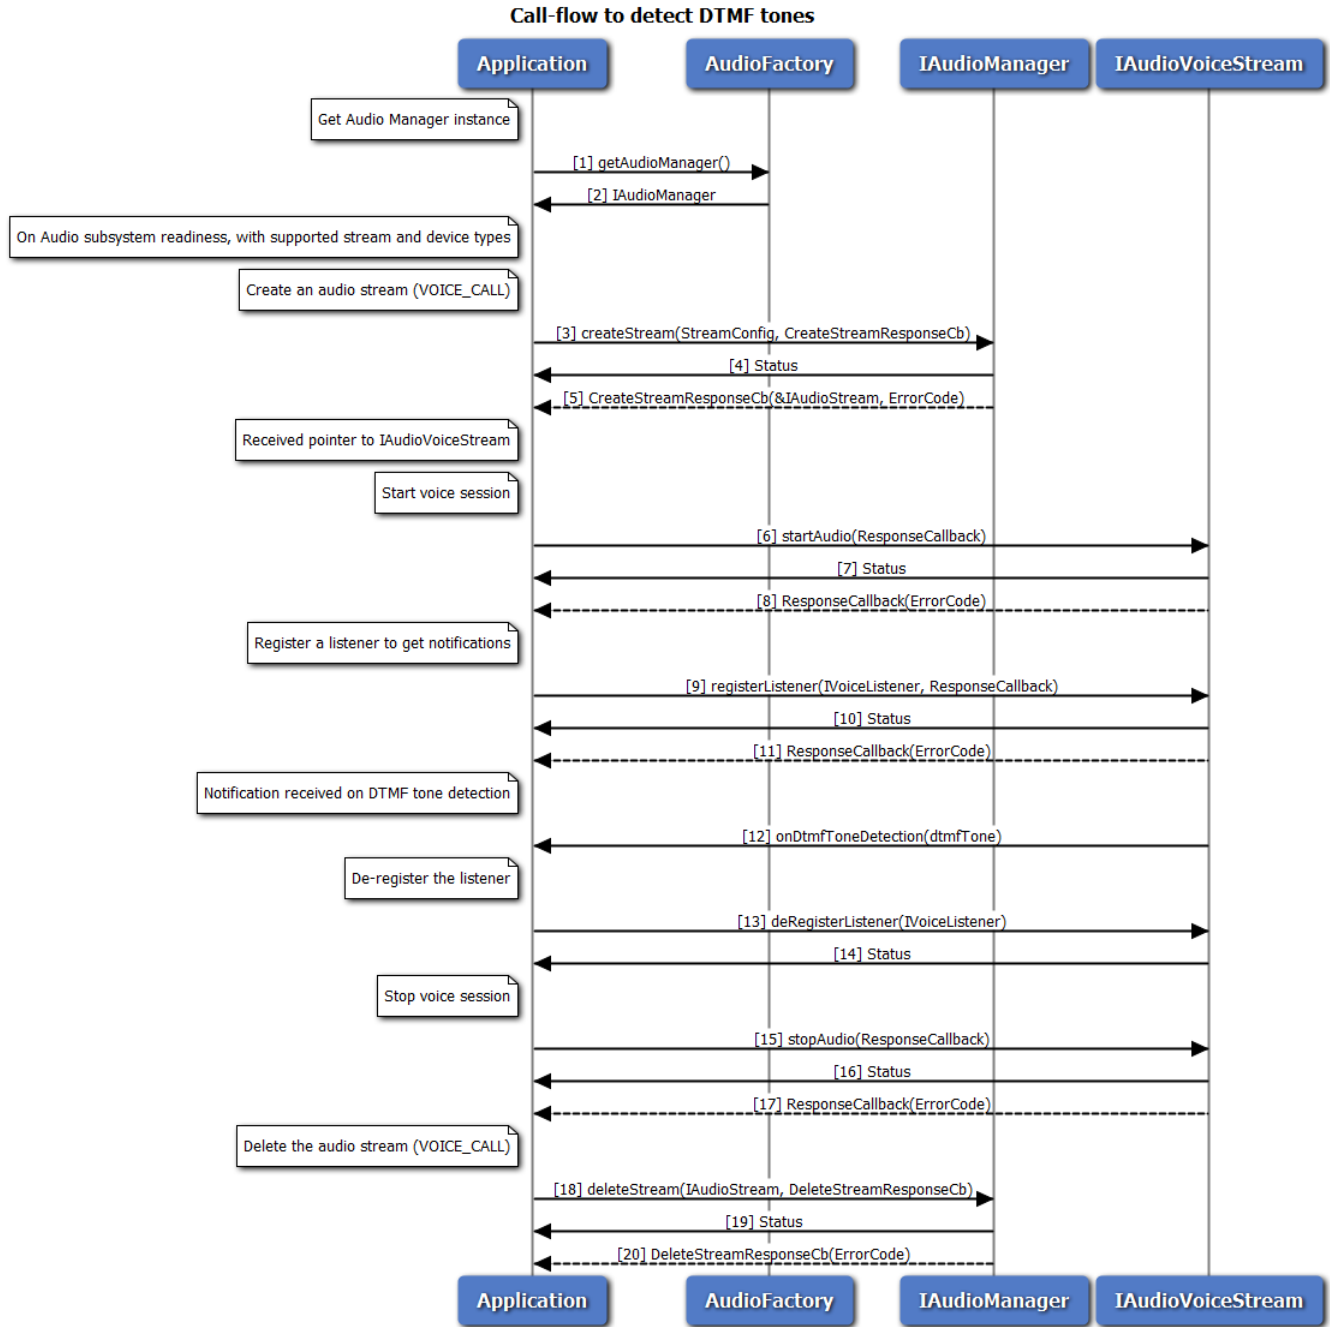 Call-flow to detect DTMF tones
Application
AudioFactory
IAudioManager
IAudioVoiceStream
Get Audio Manager instance
[1] getAudioManager()
[2] IAudioManager
On Audio subsystem readiness, with supported stream and device types
Create an audio stream (VOICE_CALL)
[3] createStream(StreamConfig, CreateStreamResponseCb)
[4] Status
[5] CreateStreamResponseCb(&IAudioStream, ErrorCode)
Received pointer to IAudioVoiceStream
Start voice session
[6] startAudio(ResponseCallback)
[7] Status
[8] ResponseCallback(ErrorCode)
Register a listener to get notifications
[9] registerListener(IVoiceListener, ResponseCallback)
[10] Status
[11] ResponseCallback(ErrorCode)
Notification received on DTMF tone detection
[12] onDtmfToneDetection(dtmfTone)
De-register the listener
[13] deRegisterListener(IVoiceListener)
[14] Status
Stop voice session
[15] stopAudio(ResponseCallback)
[16] Status
[17] ResponseCallback(ErrorCode)
Delete the audio stream (VOICE_CALL)
[18] deleteStream(IAudioStream, DeleteStreamResponseCb)
[19] Status
[20] DeleteStreamResponseCb(ErrorCode)
Application
AudioFactory
IAudioManager
IAudioVoiceStream